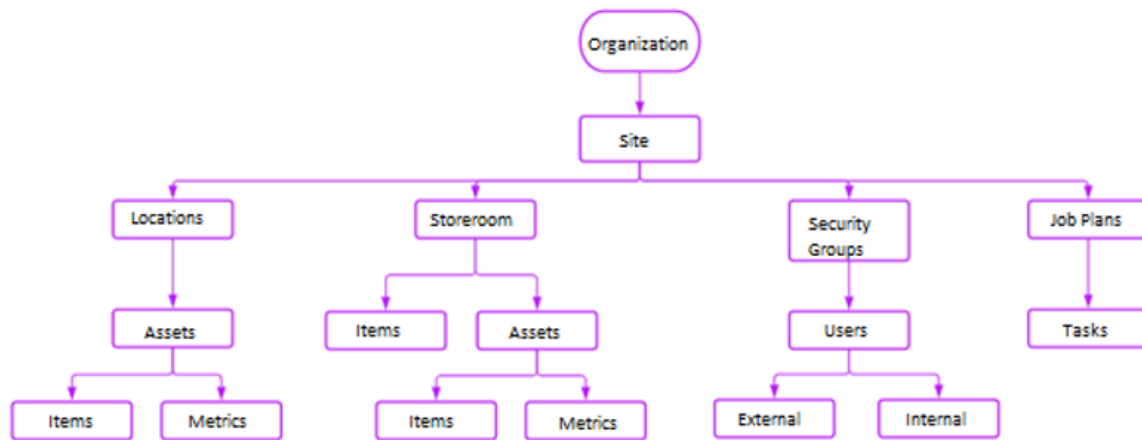 Organization
Site
Locations
Storeroom
Security
Groups
Job Plans
Assets
Items
Assets
Users
Tasks
Items
Metrics
Items
Metrics
External
Internal